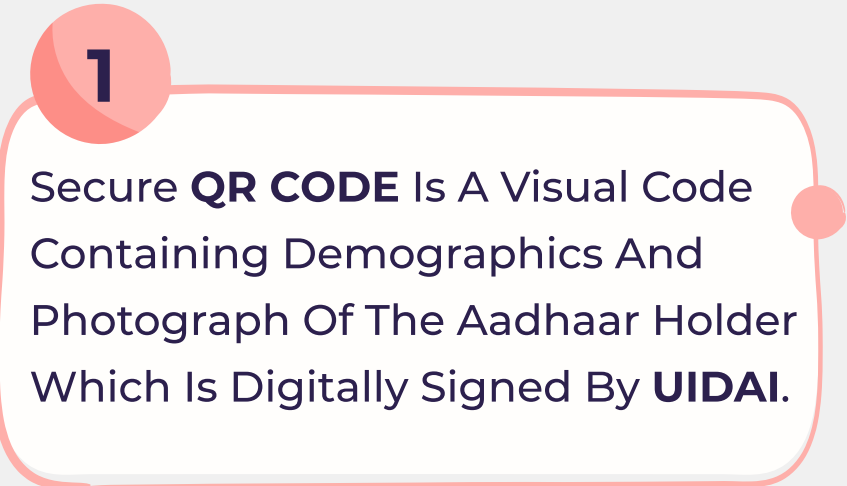 1
Secure QR CODE Is A Visual Code
Containing Demographics And
Photograph Of The Aadhaar Holder
Which Is Digitally Signed By UIDAI.